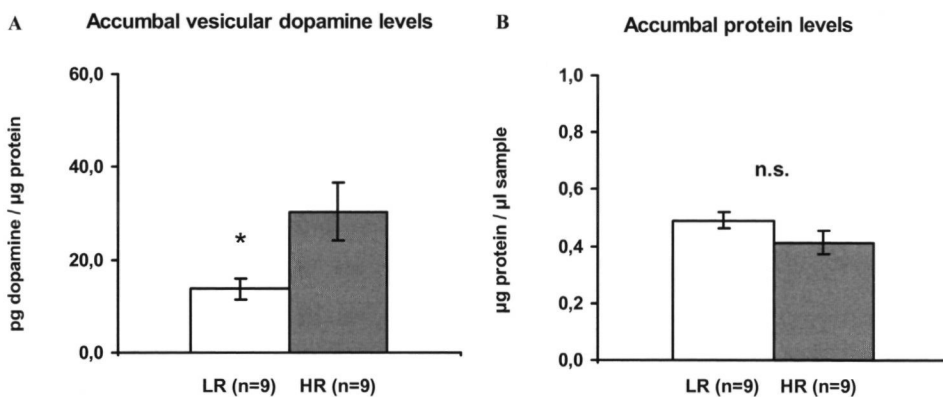 A Accumbal vesicular dopamine levels
pg dopamine / µg protein
60,0
40,0
20,0
0,0
*
LR (n=9) HR (n=9)
B Accumbal protein levels
µg protein / µl sample
1,0
0,8
0,6
0,4
0,2
0,0
n.s.
LR (n=9) HR (n=9)